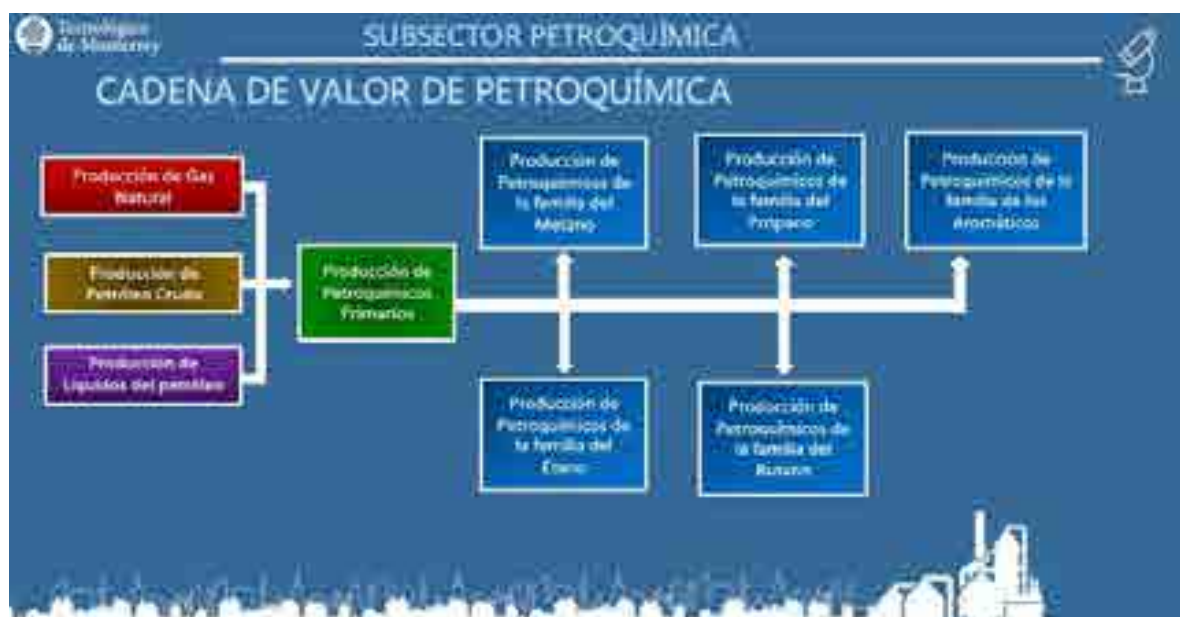 Tecnológico
de Monterrey
SUBSECTOR PETROQUÍMICA
CADENA DE VALOR DE PETROQUÍMICA
Producción de Gas
Natural
Producción de
Petróleo Crudo
Producción de
Líquidos del petróleo
Producción de
Petroquímicos
Primarios
Producción de
Petroquímicos de
la familia del
Metano
Producción de
Petroquímicos de
la familia del
Propano
Producción de
Petroquímicos de la
familia de los
Aromáticos
Producción de
Petroquímicos de
la familia del
Etano
Producción de
Petroquímicos de
la familia del
Butano